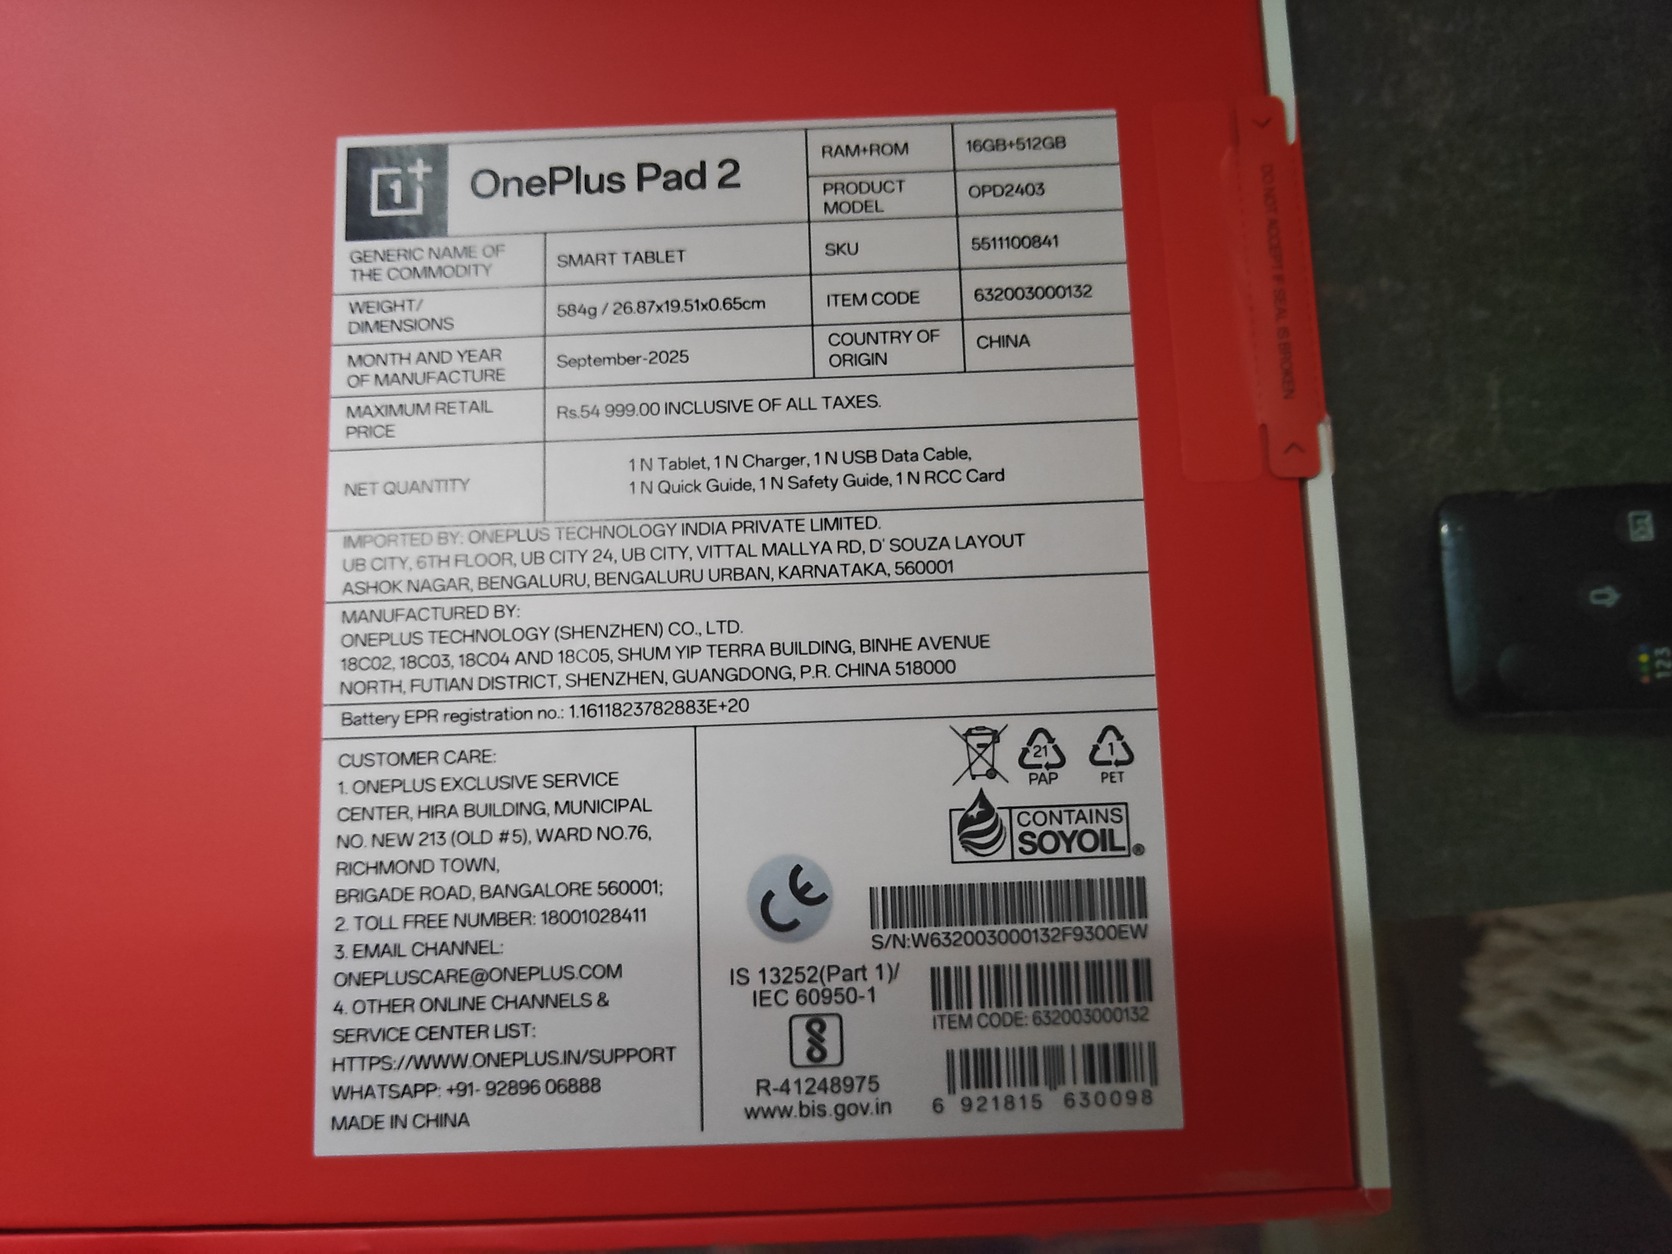 1+
OnePlus Pad 2
RAM+ROM
16GB+512GB
PRODUCT
MODEL
OPD2403
GENERIC NAME OF
THE COMMODITY
SMART TABLET
SKU
5511100841
WEIGHT/
DIMENSIONS
584g / 26.87x19.51x0.65cm
ITEM CODE
632003000132
MONTH AND YEAR
OF MANUFACTURE
September-2025
COUNTRY OF
ORIGIN
CHINA
MAXIMUM RETAIL
PRICE
Rs.54 999.00 INCLUSIVE OF ALL TAXES.
NET QUANTITY
1 N Tablet, 1 N Charger, 1 N USB Data Cable,
1 N Quick Guide, 1 N Safety Guide, 1 N RCC Card
IMPORTED BY: ONEPLUS TECHNOLOGY INDIA PRIVATE LIMITED.
UB CITY, 6TH FLOOR, UB CITY 24, UB CITY, VITTAL MALLYA RD, D' SOUZA LAYOUT
ASHOK NAGAR, BENGALURU, BENGALURU URBAN, KARNATAKA, 560001
MANUFACTURED BY:
ONEPLUS TECHNOLOGY (SHENZHEN) CO., LTD.
18C02, 18C03, 18C04 AND 18C05, SHUM YIP TERRA BUILDING, BINHE AVENUE
NORTH, FUTIAN DISTRICT, SHENZHEN, GUANGDONG, P.R. CHINA 518000
Battery EPR registration no.: 1.1611823782883E+20
CUSTOMER CARE:
1. ONEPLUS EXCLUSIVE SERVICE
CENTER, HIRA BUILDING, MUNICIPAL
NO. NEW 213 (OLD #5), WARD NO.76,
RICHMOND TOWN,
BRIGADE ROAD, BANGALORE 560001;
2. TOLL FREE NUMBER: 18001028411
3. EMAIL CHANNEL:
ONEPLUSCARE@ONEPLUS.COM
4. OTHER ONLINE CHANNELS &
SERVICE CENTER LIST:
HTTPS://WWW.ONEPLUS.IN/SUPPORT
WHATSAPP: +91- 92896 06888
MADE IN CHINA
21
PAP
1
PET
CONTAINS
SOYOIL®
CE
S/N:W632003000132F9300EW
IS 13252(Part 1)/
IEC 60950-1
ITEM CODE: 632003000132
R-41248975
www.bis.gov.in
6 921815 630098
DO NOT ACCEPT IF SEAL IS BROKEN
123